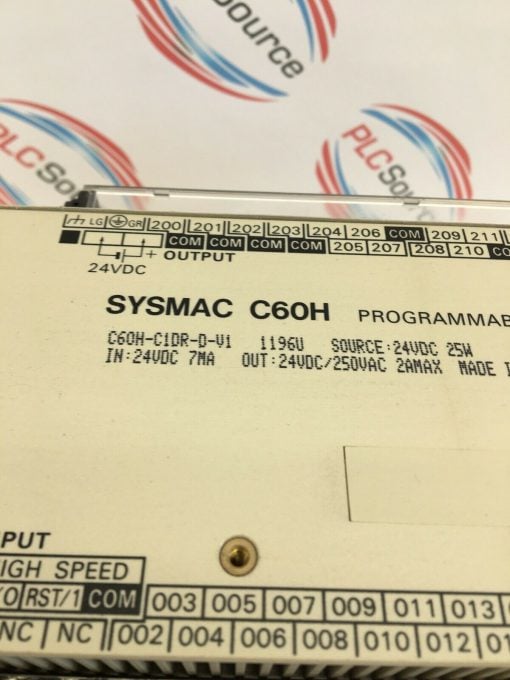 Source
PLC Source
PLC Source
LG GR 200 201 202 203 204 206 COM 209 211
COM COM COM COM 205 207 208 210
+ OUTPUT
24VDC
SYSMAC C60H PROGRAMMAB
C60H-C1DR-D-V1 1196U SOURCE:24VDC 25W
IN:24VDC 7MA OUT:24VDC/250VAC 2AMAX MADE
PUT
IGH SPEED
/0 RST/1 COM 003 005 007 009 011 013
NC NC 002 004 006 008 010 012